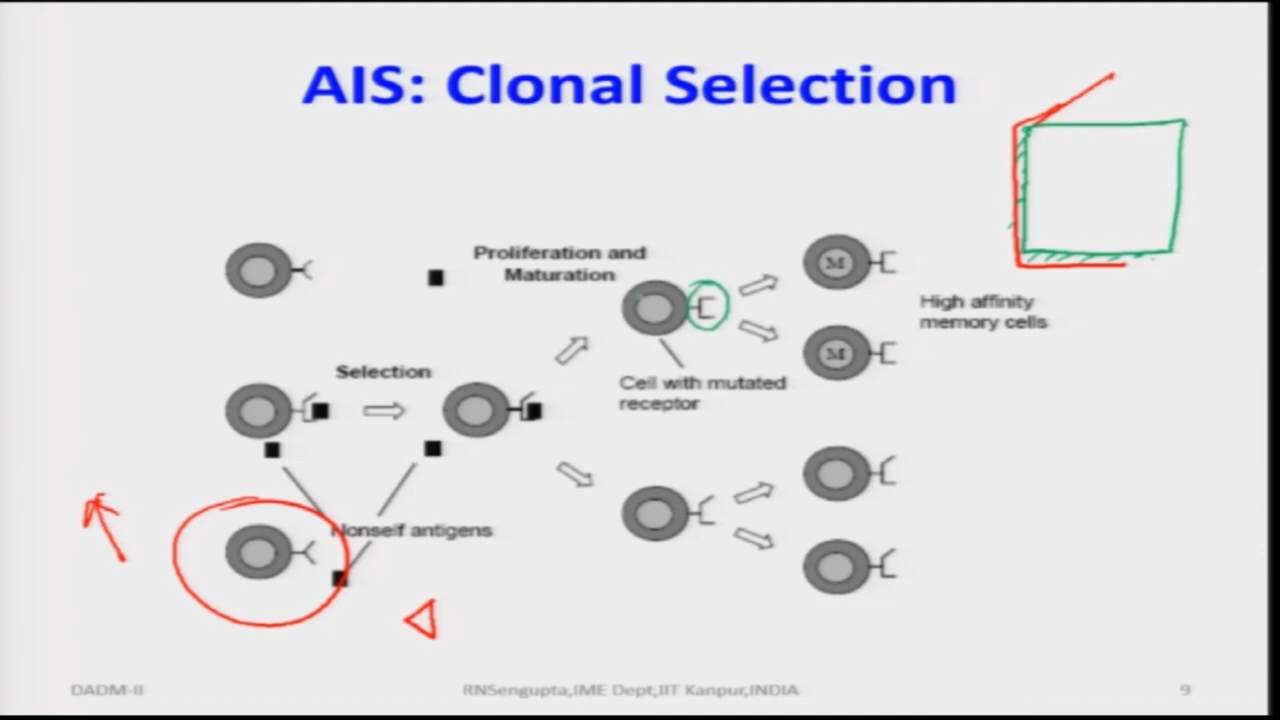 AIS: Clonal Selection
Proliferation and
Maturation
M
High affinity
memory cells
M
Selection
Cell with mutated
receptor
Nonself antigens
DADM-II
RNSengupta,IME Dept,IIT Kanpur,INDIA
9